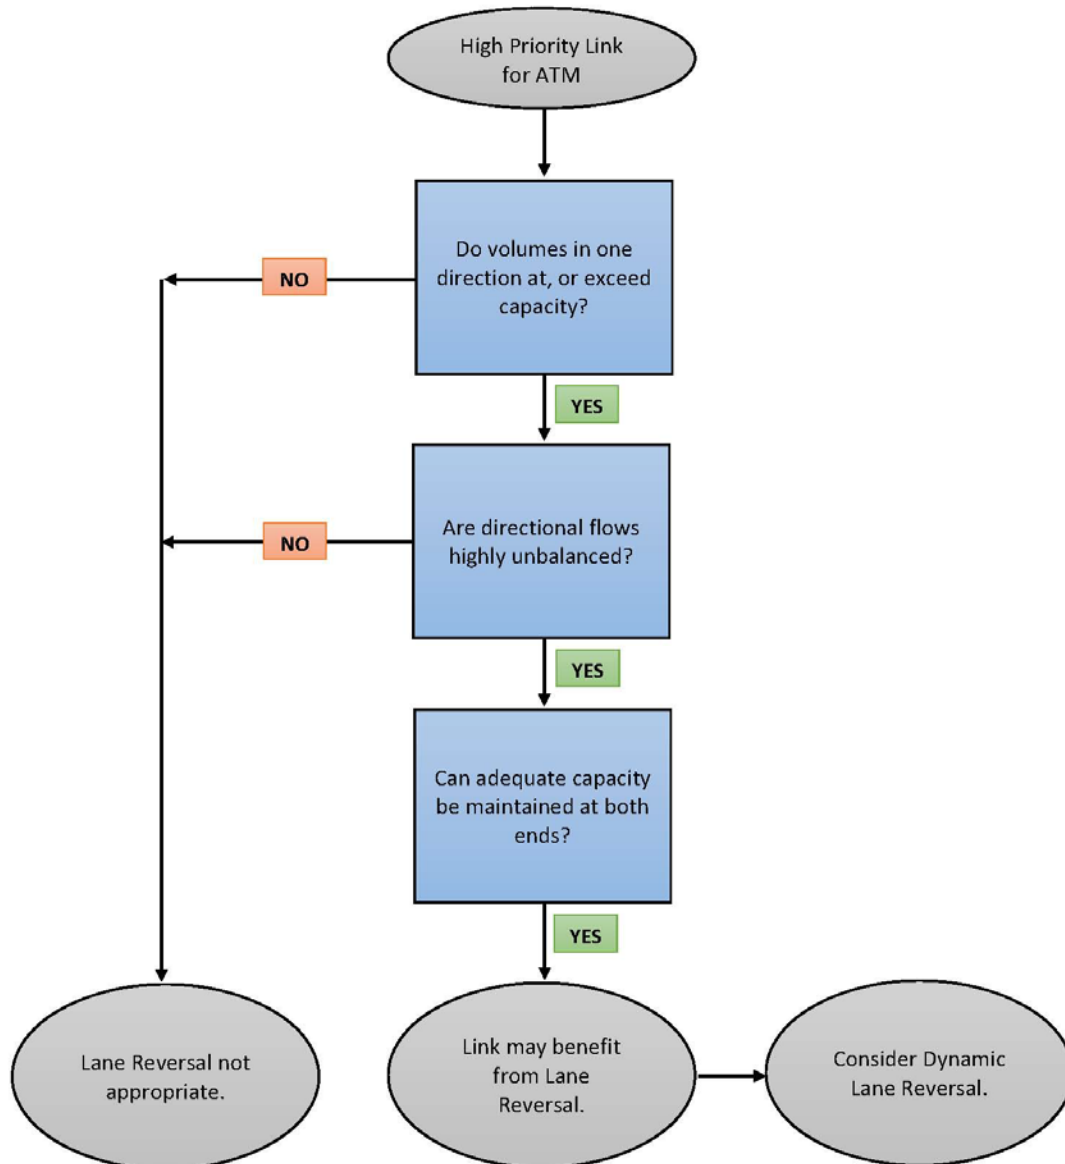 High Priority Link
for ATM
Do volumes in one
direction at, or exceed
capacity?
NO
YES
Are directional flows
highly unbalanced?
NO
YES
Can adequate capacity
be maintained at both
ends?
YES
Lane Reversal not
appropriate.
Link may benefit
from Lane
Reversal.
Consider Dynamic
Lane Reversal.